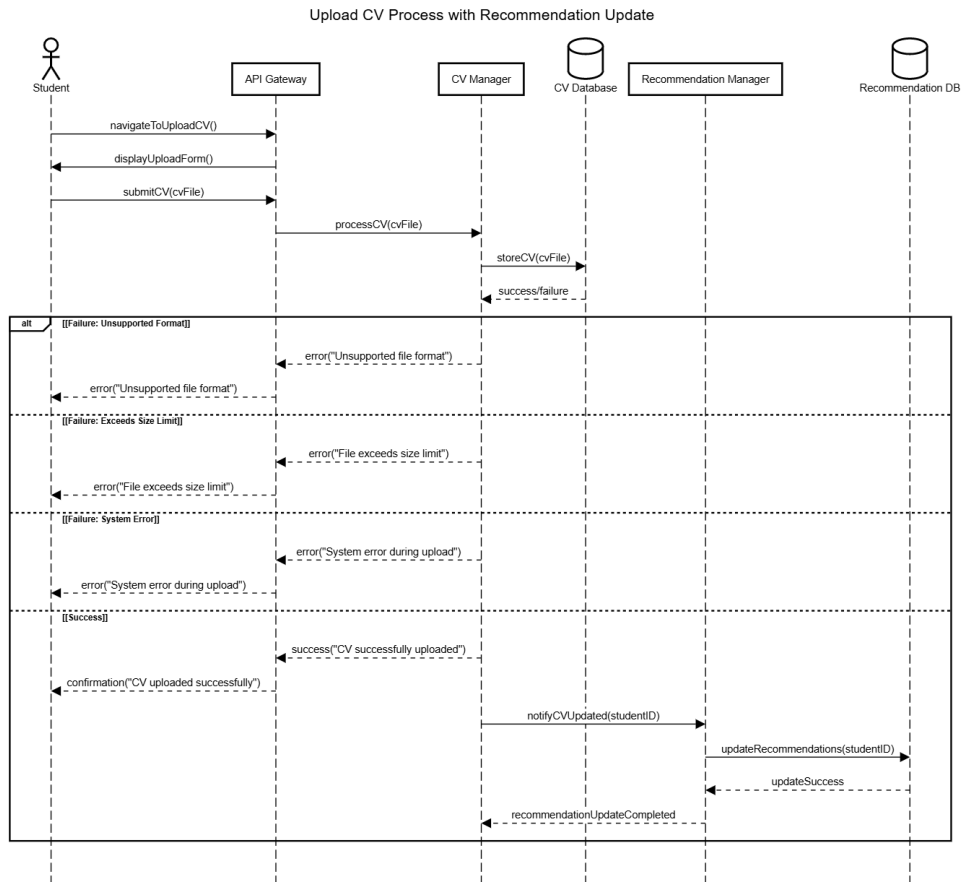 Upload CV Process with Recommendation Update
Student
API Gateway
CV Manager
CV Database
Recommendation Manager
Recommendation DB
navigateToUploadCV()
displayUploadForm()
submitCV(cvFile)
processCV(cvFile)
storeCV(cvFile)
success/failure
alt [[Failure: Unsupported Format]]
error("Unsupported file format")
error("Unsupported file format")
[[Failure: Exceeds Size Limit]]
error("File exceeds size limit")
error("File exceeds size limit")
[[Failure: System Error]]
error("System error during upload")
error("System error during upload")
[[Success]]
success("CV successfully uploaded")
confirmation("CV uploaded successfully")
notifyCVUpdated(studentID)
updateRecommendations(studentID)
updateSuccess
recommendationUpdateCompleted